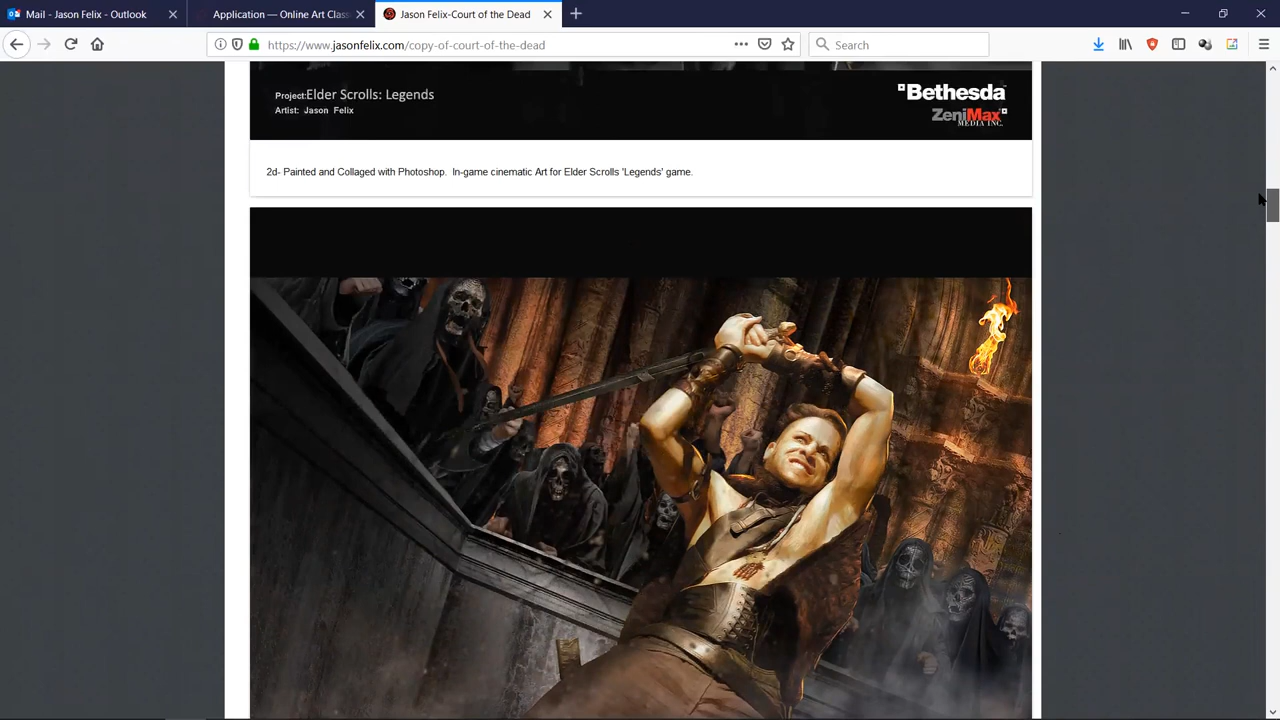 Mail - Jason Felix - Outlook
Application — Online Art Class
Jason Felix-Court of the Dead
https://www.jasonfelix.com/copy-of-court-of-the-dead
Search
Project:Elder Scrolls: Legends
Artist: Jason Felix
Bethesda
ZeniMax
MEDIA INC.
2d- Painted and Collaged with Photoshop. In-game cinematic Art for Elder Scrolls 'Legends' game.